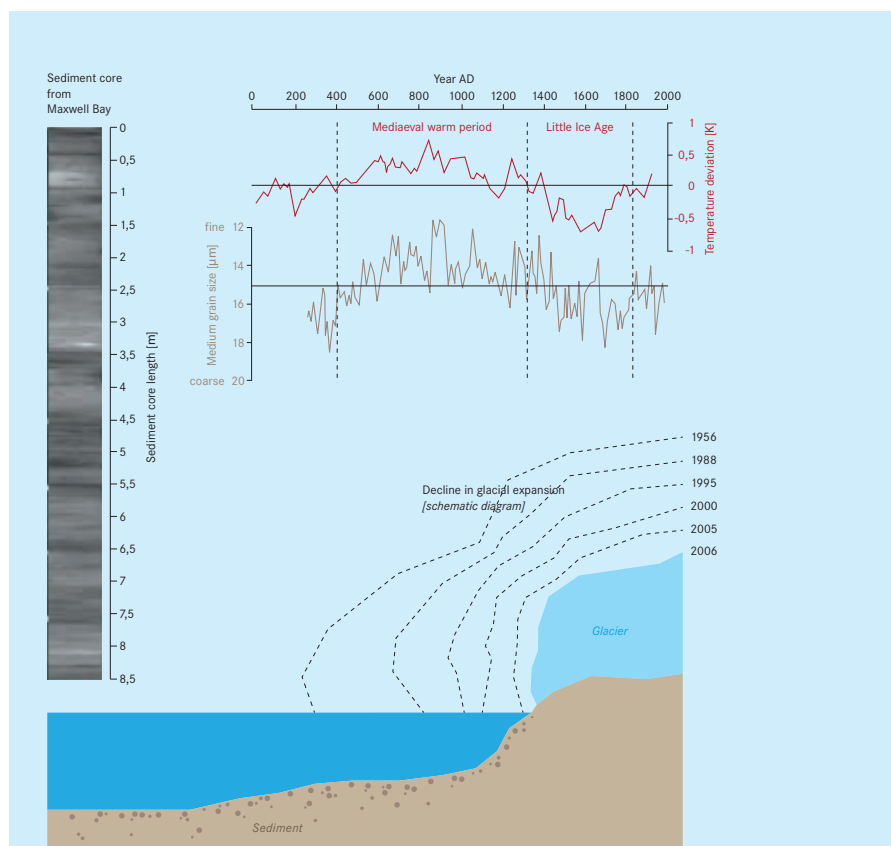 Sediment core
from
Maxwell Bay
0
0,5
1
1,5
2
2,5
3
3,5
4
4,5
5
5,5
6
6,5
7
7,5
8
8,5
Sediment core length [m]
Year AD
0 200 400 600 800 1000 1200 1400 1600 1800 2000
Mediaeval warm period
Little Ice Age
1
0,5
0
-0,5
-1
Temperature deviation [K]
fine 12
14
16
18
coarse 20
Medium grain size [µm]
Decline in glacial expansion
[schematic diagram]
1956
1988
1995
2000
2005
2006
Glacier
Sediment